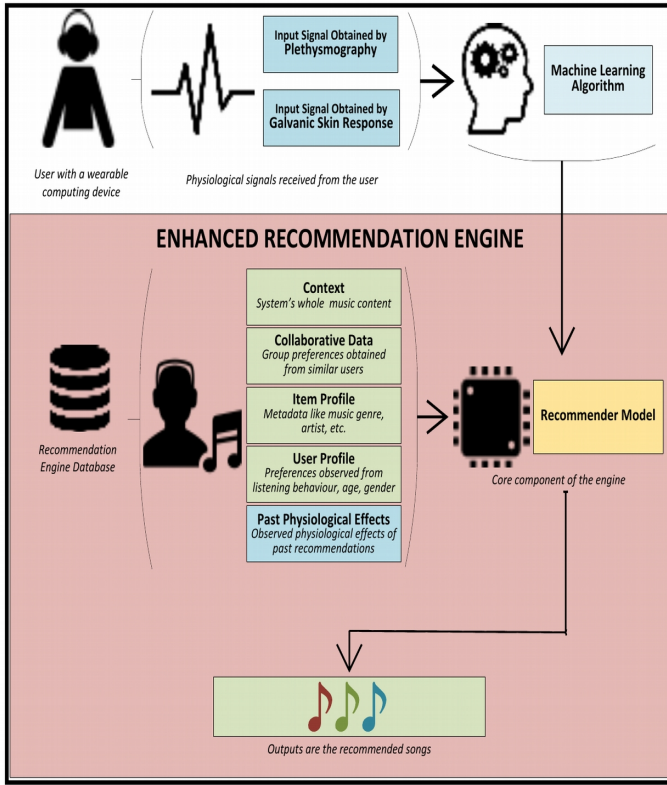 Input Signal Obtained by
Plethysmography
Input Signal Obtained by
Galvanic Skin Response
Machine Learning
Algorithm
User with a wearable
computing device
Physiological signals received from the user
ENHANCED RECOMMENDATION ENGINE
Context
System's whole music content
Collaborative Data
Group preferences obtained
from similar users
Item Profile
Metadata like music genre,
artist, etc.
User Profile
Preferences observed from
listening behaviour, age, gender
Past Physiological Effects
Observed physiological effects of
past recommendations
Recommendation
Engine Database
Recommender Model
Core component of the engine
Outputs are the recommended songs